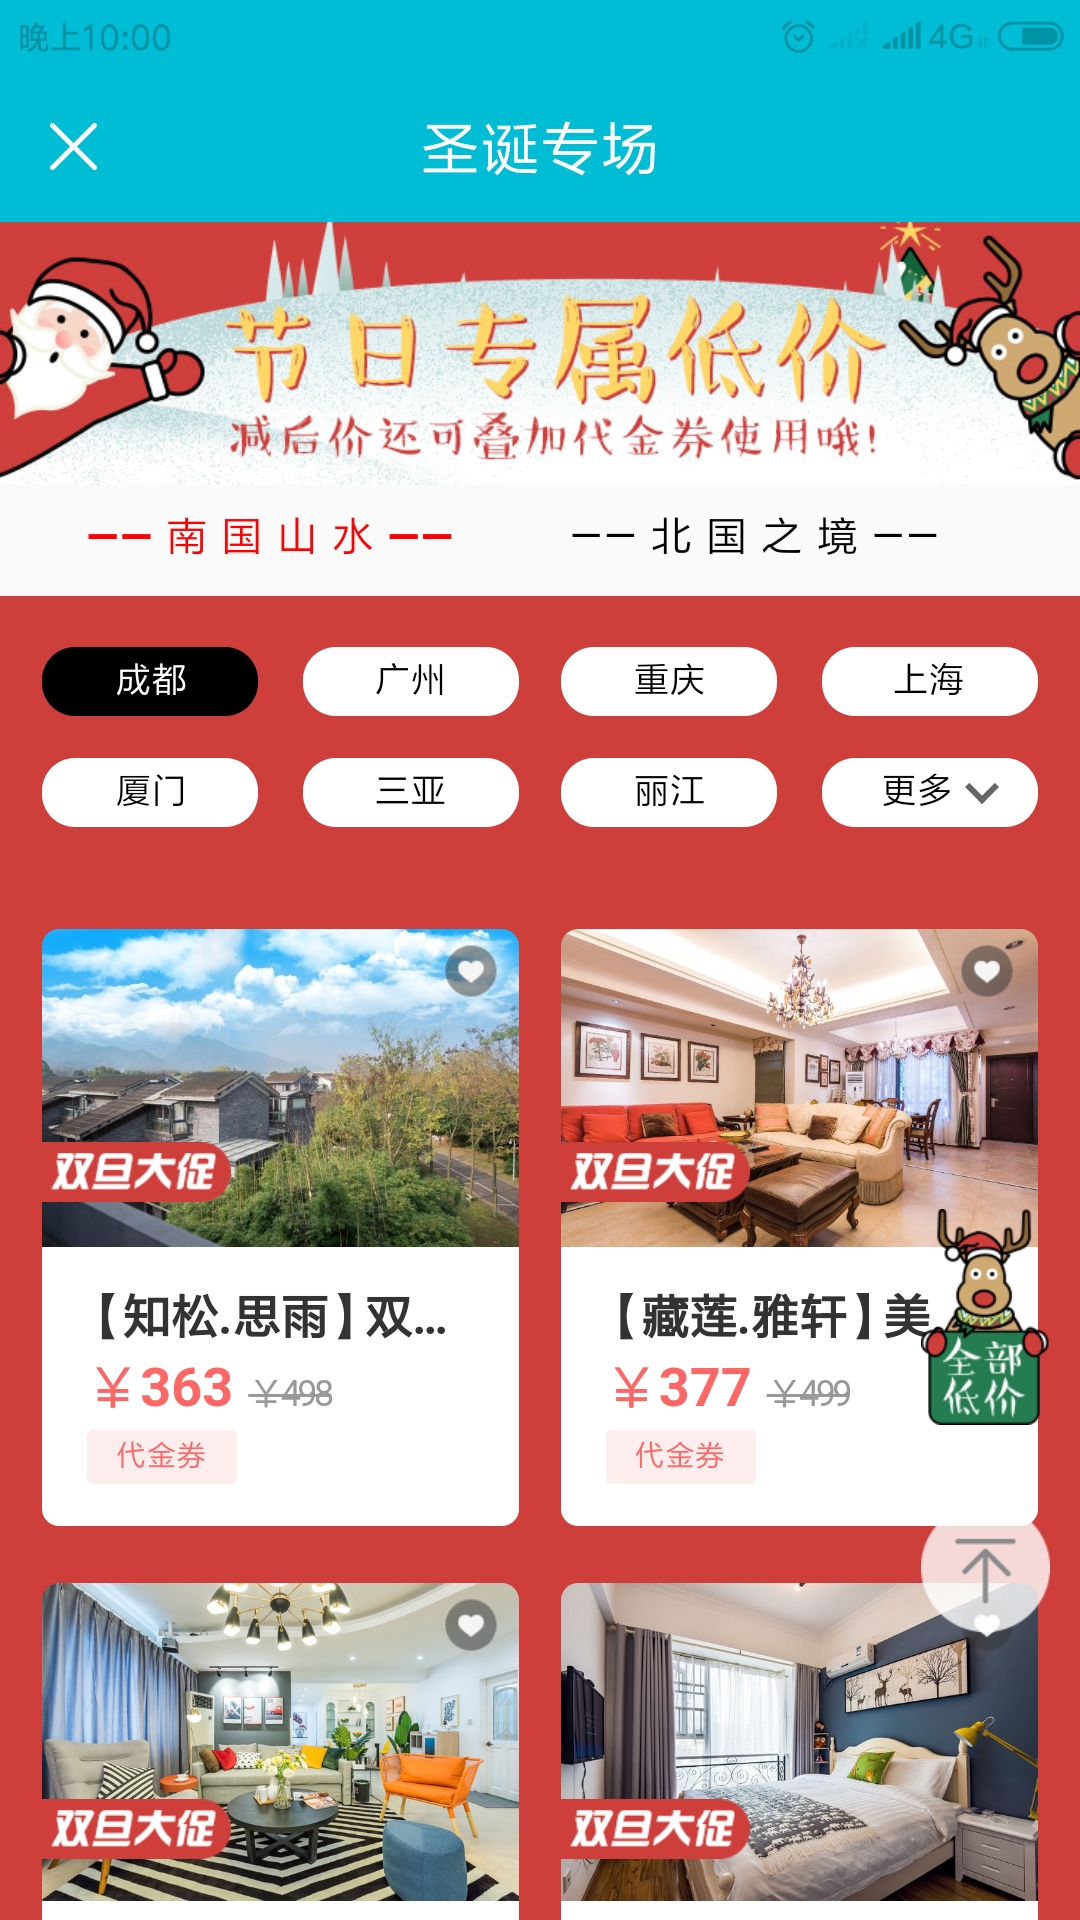 晚上10:00
4G
圣诞专场
节日专属低价
减后价还可叠加代金券使用哦!
——南国山水——
——北国之境——
成都
广州
重庆
上海
厦门
三亚
丽江
更多
双旦大促
双旦大促
【知松.思雨】双...
【藏莲.雅轩】美
¥363 ¥498
¥377 ¥499
代金券
代金券
全部
低价
双旦大促
双旦大促